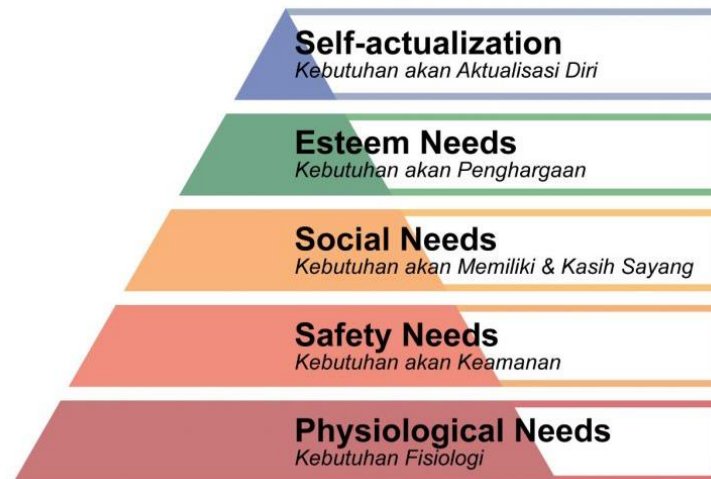 Self-actualization
Kebutuhan akan Aktualisasi Diri
Esteem Needs
Kebutuhan akan Penghargaan
Social Needs
Kebutuhan akan Memiliki & Kasih Sayang
Safety Needs
Kebutuhan akan Keamanan
Physiological Needs
Kebutuhan Fisiologi